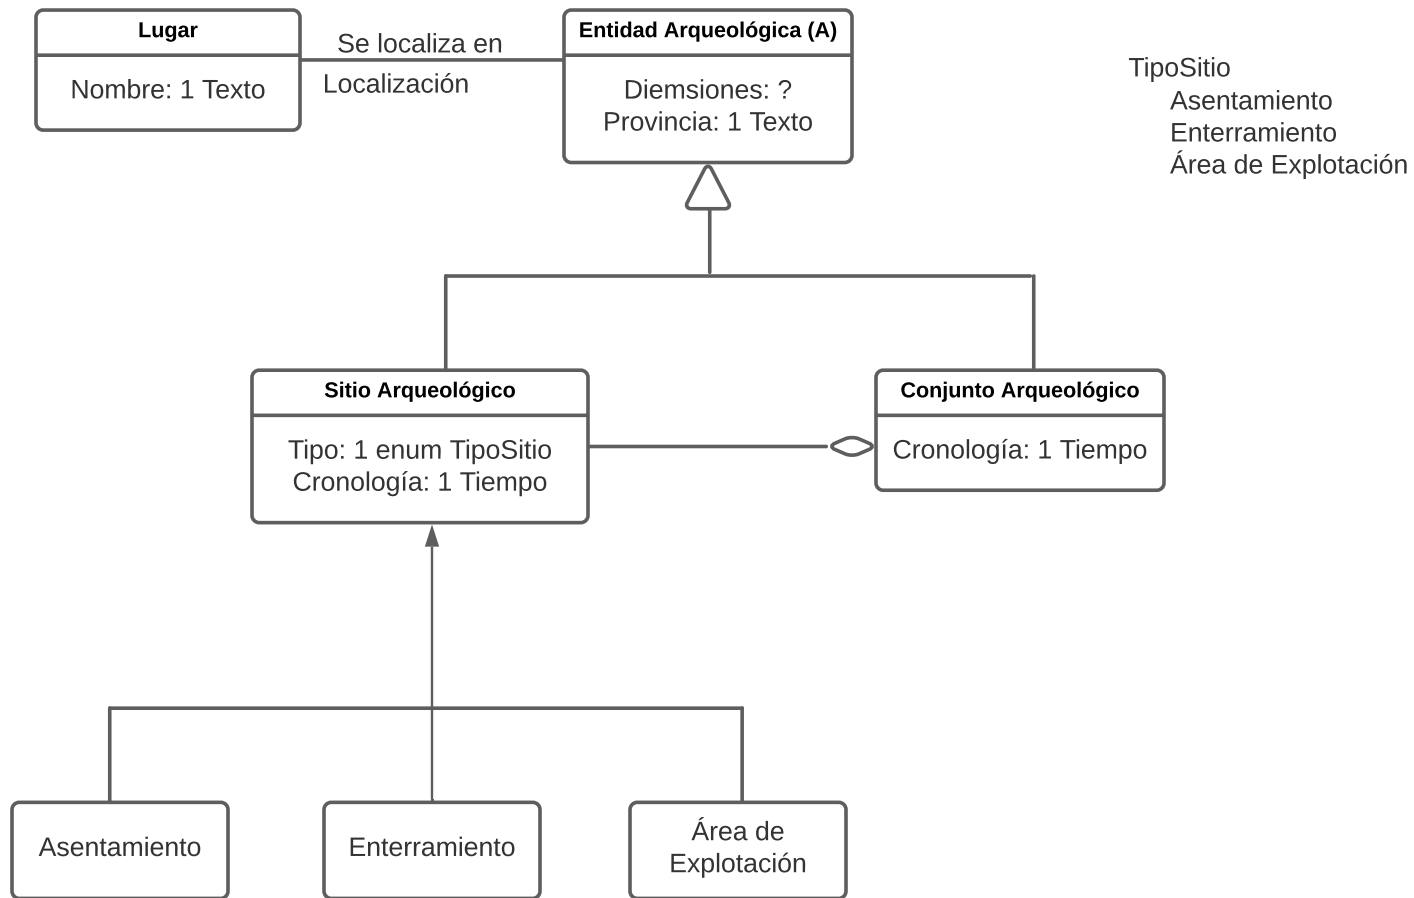 Lugar
Nombre: 1 Texto
Se localiza en
Localización
Entidad Arqueológica (A)
Diemsiones: ?
Provincia: 1 Texto
TipoSitio
Asentamiento
Enterramiento
Área de Explotación
Sitio Arqueológico
Tipo: 1 enum TipoSitio
Cronología: 1 Tiempo
Conjunto Arqueológico
Cronología: 1 Tiempo
Asentamiento
Enterramiento
Área de
Explotación